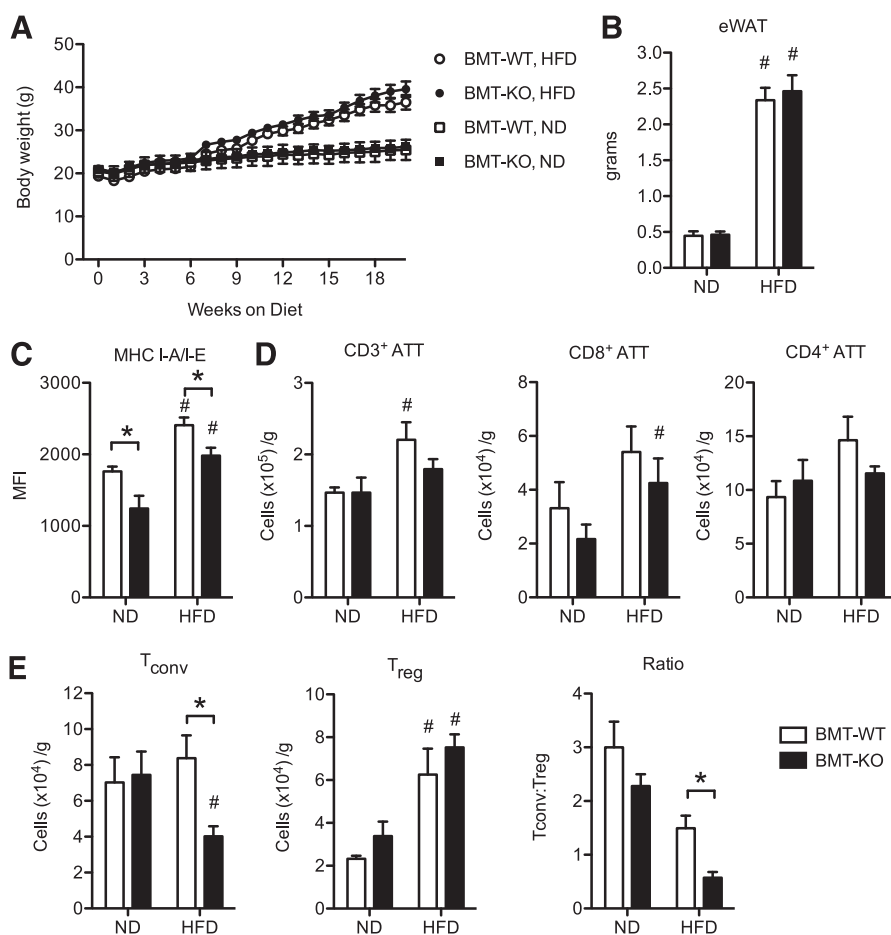 A
Body weight (g)
50
40
30
20
10
0
0 3 6 9 12 15 18
Weeks on Diet
BMT-WT, HFD
BMT-KO, HFD
BMT-WT, ND
BMT-KO, ND
B
eWAT
grams
3.0
2.5
2.0
1.5
1.0
0.5
0.0
# #
ND HFD
C
MHC I-A/I-E
MFI
3000
2000
1000
0
*
*
#
#
ND HFD
D
CD3⁺ ATT
Cells (x10⁵) /g
3
2
1
0
#
ND HFD
CD8⁺ ATT
Cells (x10⁴) /g
8
6
4
2
0
#
ND HFD
CD4⁺ ATT
Cells (x10⁴) /g
20
15
10
5
0
ND HFD
E
Tconv
Cells (x10⁴) /g
12
10
8
6
4
2
0
*
#
ND HFD
Treg
Cells (x10⁴) /g
10
8
6
4
2
0
# #
ND HFD
Ratio
Tconv:Treg
4
3
2
1
0
*
ND HFD
BMT-WT
BMT-KO